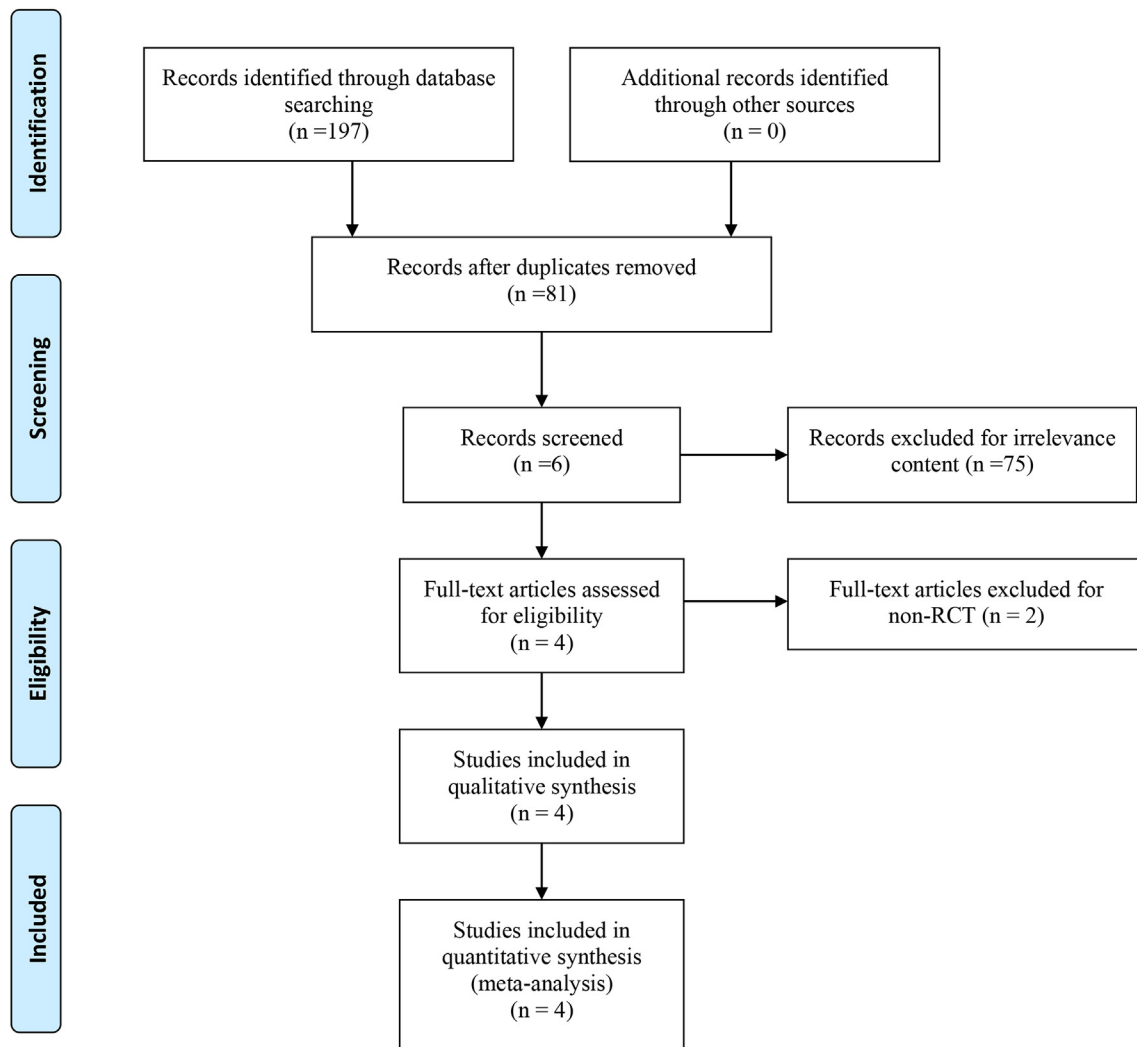 Identification
Records identified through database
searching
(n =197)
Additional records identified
through other sources
(n = 0)
Records after duplicates removed
(n =81)
Screening
Records screened
(n =6)
Records excluded for irrelevance
content (n =75)
Eligibility
Full-text articles assessed
for eligibility
(n = 4)
Full-text articles excluded for
non-RCT (n = 2)
Studies included in
qualitative synthesis
(n = 4)
Included
Studies included in
quantitative synthesis
(meta-analysis)
(n = 4)